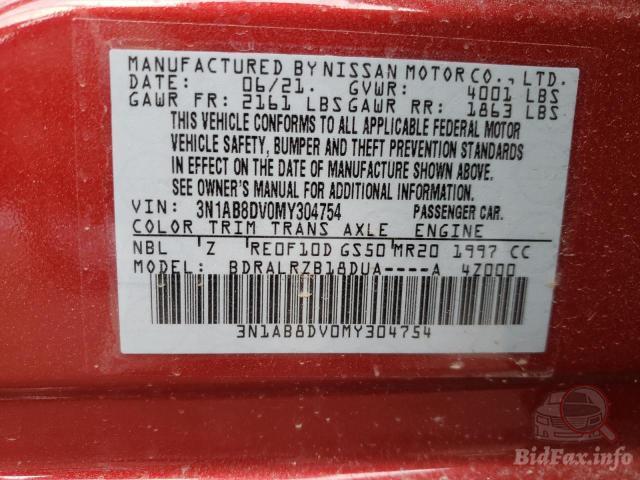 MANUFACTURED BY NISSAN MOTOR CO., LTD.
DATE: 06/21. GVWR: 4001 LBS
GAWR FR: 2161 LBS GAWR RR: 1863 LBS
THIS VEHICLE CONFORMS TO ALL APPLICABLE FEDERAL MOTOR
VEHICLE SAFETY, BUMPER AND THEFT PREVENTION STANDARDS
IN EFFECT ON THE DATE OF MANUFACTURE SHOWN ABOVE.
SEE OWNER'S MANUAL FOR ADDITIONAL INFORMATION.
VIN: 3N1AB8DV0MY304754 PASSENGER CAR.
COLOR TRIM TRANS AXLE ENGINE
NBL Z RE0F10D GS50 MR20 1997 CC
MODEL: BDRALRZB18DUA----A 4Z000
3N1AB8DV0MY304754
BidFax.info